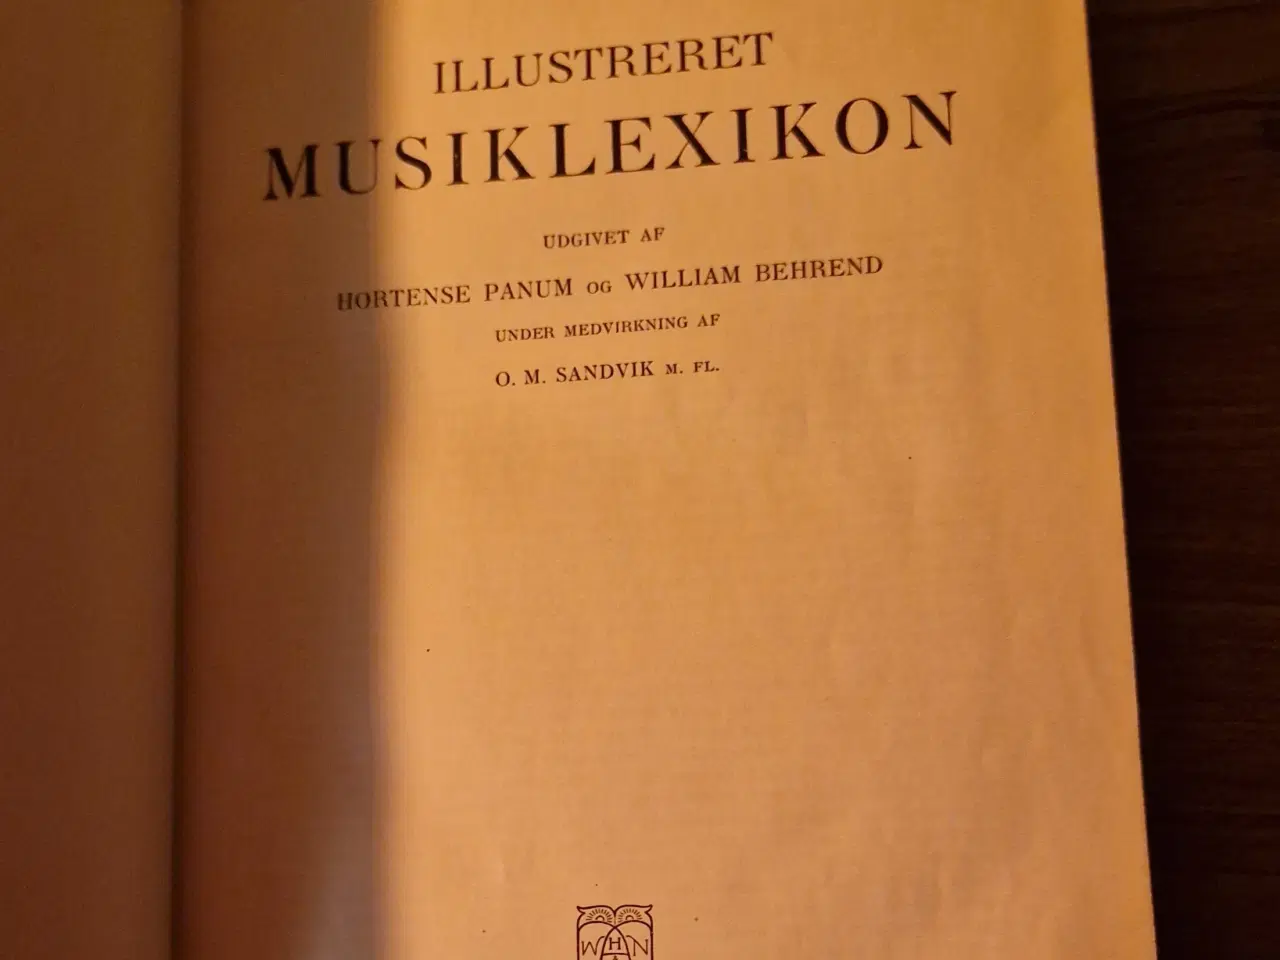 ILLUSTRERET
MUSIKLEXIKON
UDGIVET AF
HORTENSE PANUM OG WILLIAM BEHREND
UNDER MEDVIRKNING AF
O. M. SANDVIK M. FL.
W H N
A